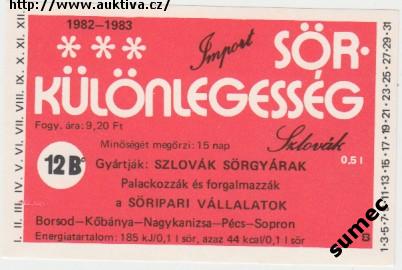 http://www.auktiva.cz/
1982-1983
***
Import
SÖR-
KÜLÖNLEGESSÉG
Fogy. ára: 9,20 Ft
Szlovák
Minőségét megőrzi: 15 nap
0,5 l
12 B°
Gyártják: SZLOVÁK SÖRGYÁRAK
Palackozzák és forgalmazzák
a SÖRIPARI VÁLLALATOK
Borsod—Kőbánya—Nagykanizsa—Pécs—Sopron
Energiatartalom: 185 kJ/0,1 l sör, azaz 44 kcal/0,1 l sör
I. II. III. IV. V. VI. VII. VIII. IX. X. XI. XII.
1-3-5-7-9-11-13-15-17-19-21-23-25-27-29-31
sumec